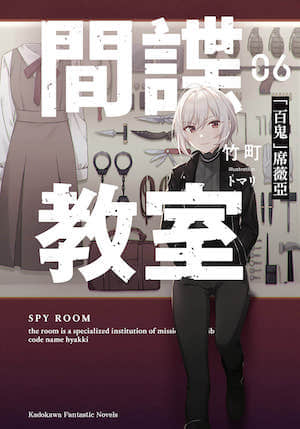 間諜
教室
06
「百鬼」席薇亞
竹町
Illustration
トマリ
SPY ROOM
the room is a specialized institution of
code name hyakki
Kadokawa Fantastic Novels